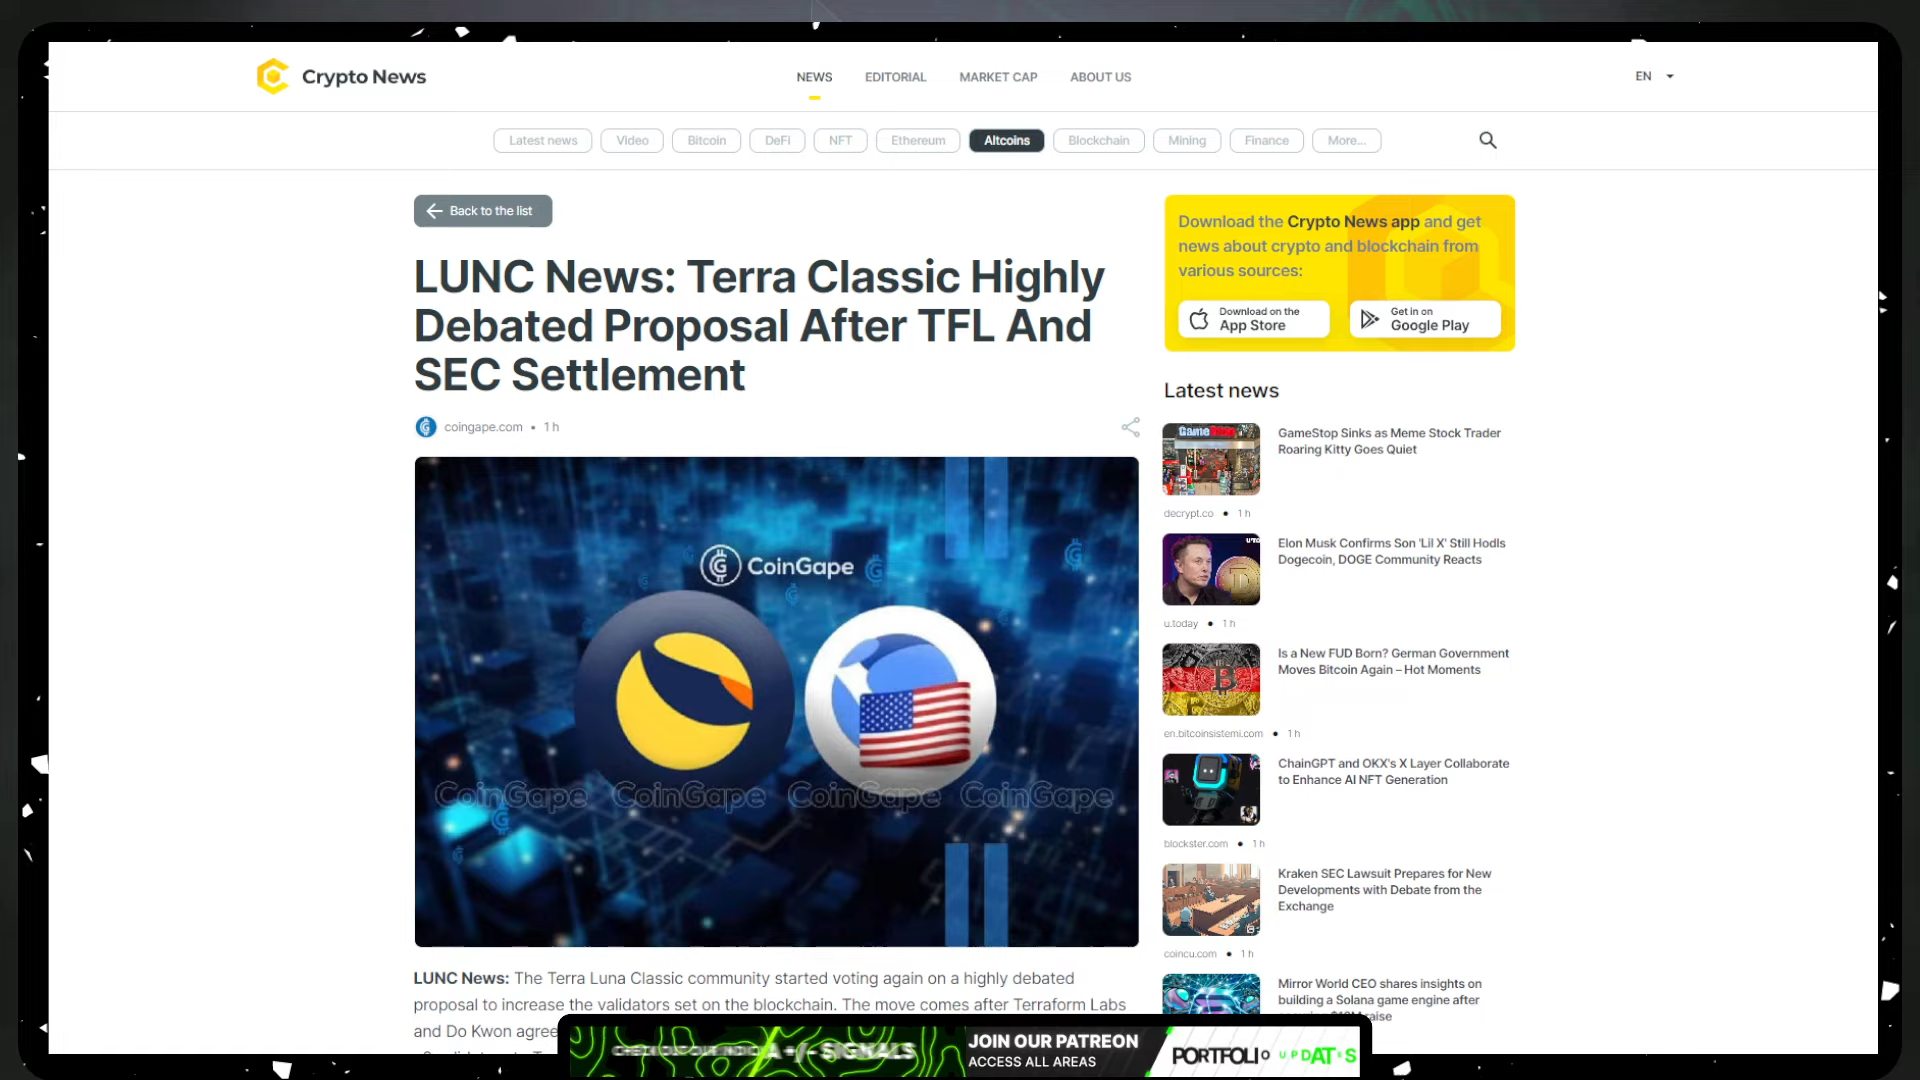 Crypto News
NEWS
EDITORIAL
MARKET CAP
ABOUT US
EN
Latest news
Video
Bitcoin
DeFi
NFT
Ethereum
Altcoins
Blockchain
Mining
Finance
More...
Back to the list
LUNC News: Terra Classic Highly
Debated Proposal After TFL And
SEC Settlement
coingape.com • 1 h
CoinGape
CoinGape CoinGape CoinGape CoinGape
LUNC News: The Terra Luna Classic community started voting again on a highly debated
proposal to increase the validators set on the blockchain. The move comes after Terraform Labs
and Do Kwon agree
Download the Crypto News app and get
news about crypto and blockchain from
various sources:
Download on the
App Store
Get in on
Google Play
Latest news
GameStop Sinks as Meme Stock Trader
Roaring Kitty Goes Quiet
decrypt.co • 1 h
Elon Musk Confirms Son 'Lil X' Still Hodls
Dogecoin, DOGE Community Reacts
u.today • 1 h
Is a New FUD Born? German Government
Moves Bitcoin Again – Hot Moments
en.bitcoinsistemi.com • 1 h
ChainGPT and OKX's X Layer Collaborate
to Enhance AI NFT Generation
blockster.com • 1 h
Kraken SEC Lawsuit Prepares for New
Developments with Debate from the
Exchange
coincu.com • 1 h
Mirror World CEO shares insights on
building a Solana game engine after
raise
A+/- SIGNALS
JOIN OUR PATREON
ACCESS ALL AREAS
PORTFOLIO UPDATES